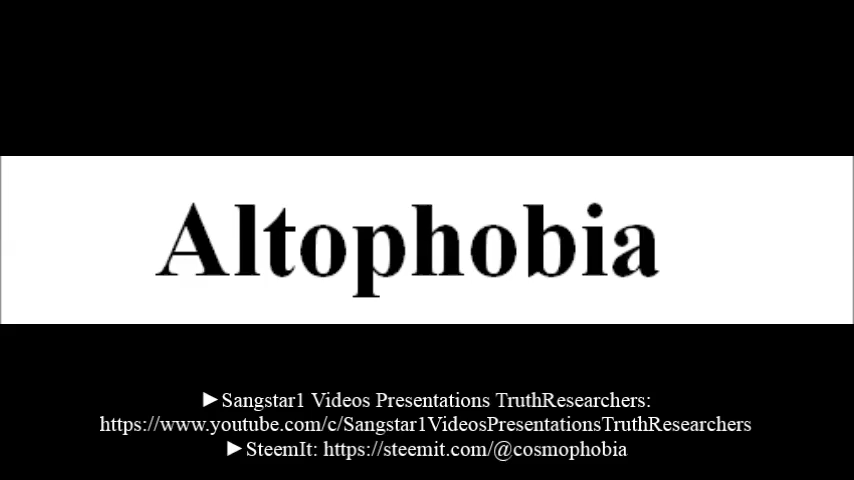 Altophobia
►Sangstar1 Videos Presentations TruthResearchers:
https://www.youtube.com/c/Sangstar1VideosPresentationsTruthResearchers
►SteemIt: https://steemit.com/@cosmophobia